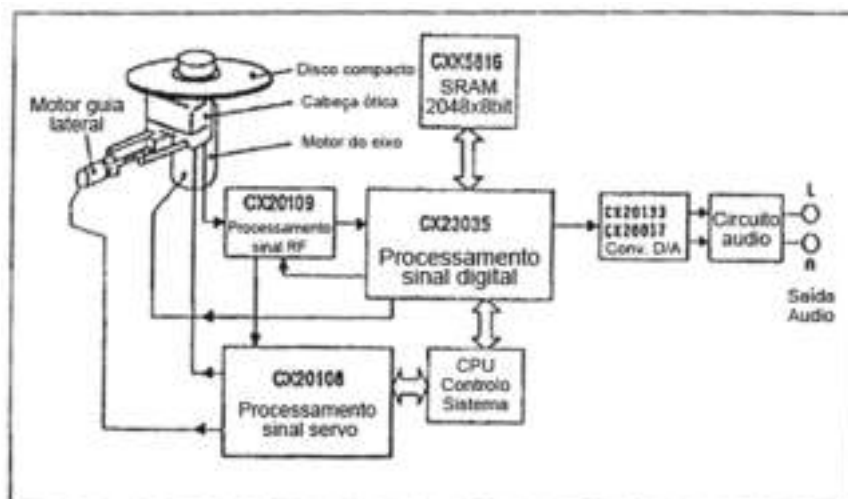 Disco compacto
Cabeça ótica
Motor do eixo
Motor guia
lateral
CXK5816
SRAM
2048x8bit
CX20109
Processamento
sinal RF
CX23035
Processamento
sinal digital
CX20133
CX20017
Conv. D/A
Circuito
audio
L
R
Saída
Audio
CX20108
Processamento
sinal servo
CPU
Controlo
Sistema